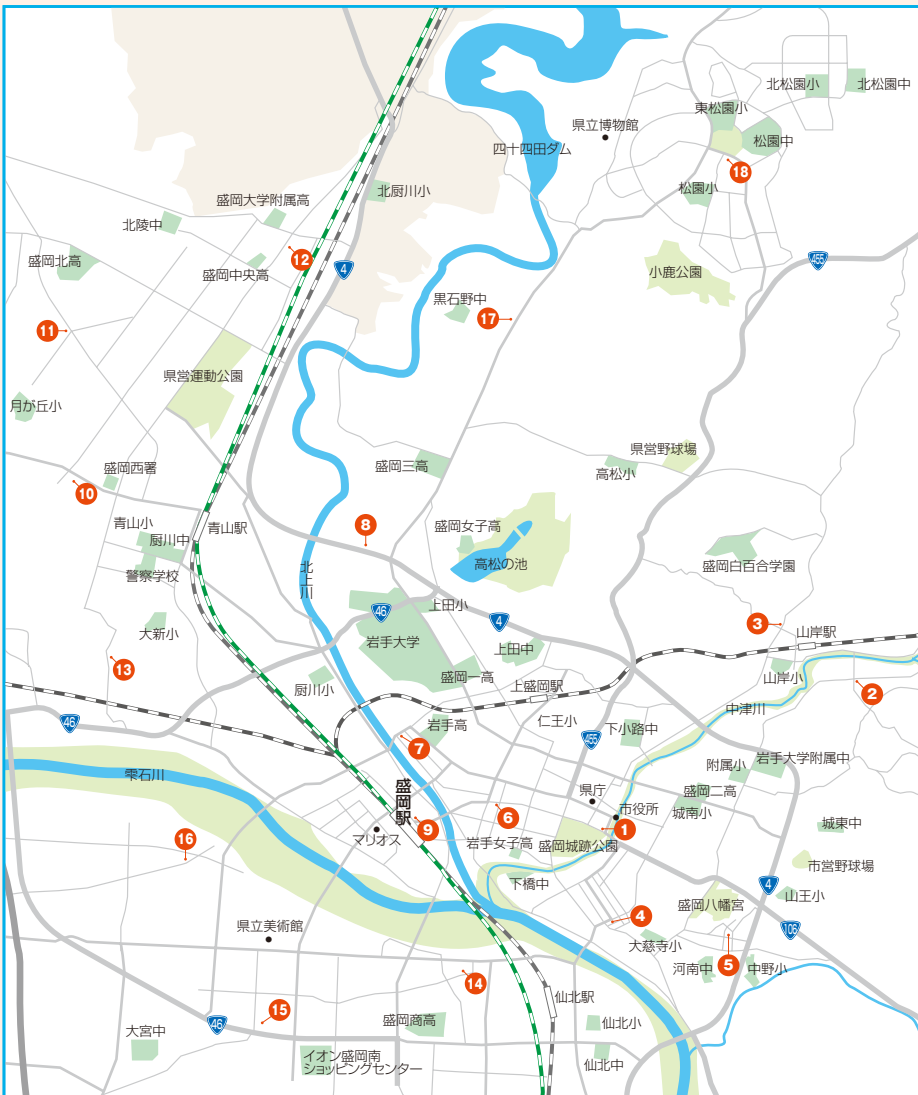 北松園小
北松園中
東松園小
県立博物館
松園中
四十四田ダム
18
盛岡大学附属高
北厨川小
松園小
北陵中
盛岡北高
12
盛岡中央高
4
455
小鹿公園
黒石野中
17
11
県営運動公園
月が丘小
県営野球場
盛岡西署
盛岡三高
高松小
10
青山小
青山駅
8
盛岡女子高
厨川中
高松の池
盛岡白百合学園
警察学校
北上川
46
上田小
4
大新小
岩手大学
上田中
3
山岸駅
13
厨川小
盛岡一高
上盛岡駅
山岸小
2
中津川
46
岩手高
仁王小
下小路中
7
455
附属小
岩手大学附属中
雫石川
盛岡駅
県庁
盛岡二高
市役所
城南小
9
6
1
マリオス
岩手女子高
盛岡城跡公園
城東中
16
市営野球場
下橋中
4
山王小
県立美術館
4
盛岡八幡宮
106
大慈寺小
5
河南中
中野小
14
仙北駅
15
46
盛岡商高
仙北小
大宮中
イオン盛岡南
ショッピングセンター
仙北中